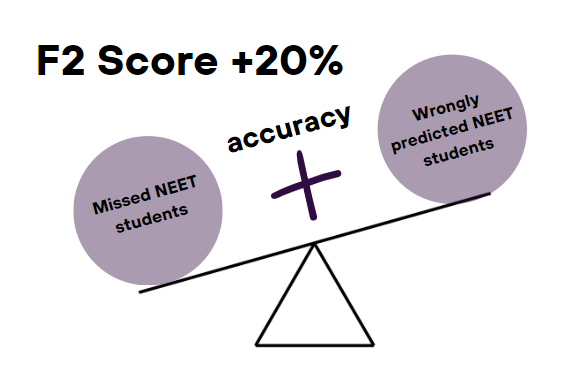 F2 Score +20%
accuracy
Wrongly
predicted NEET
students
Missed NEET
students